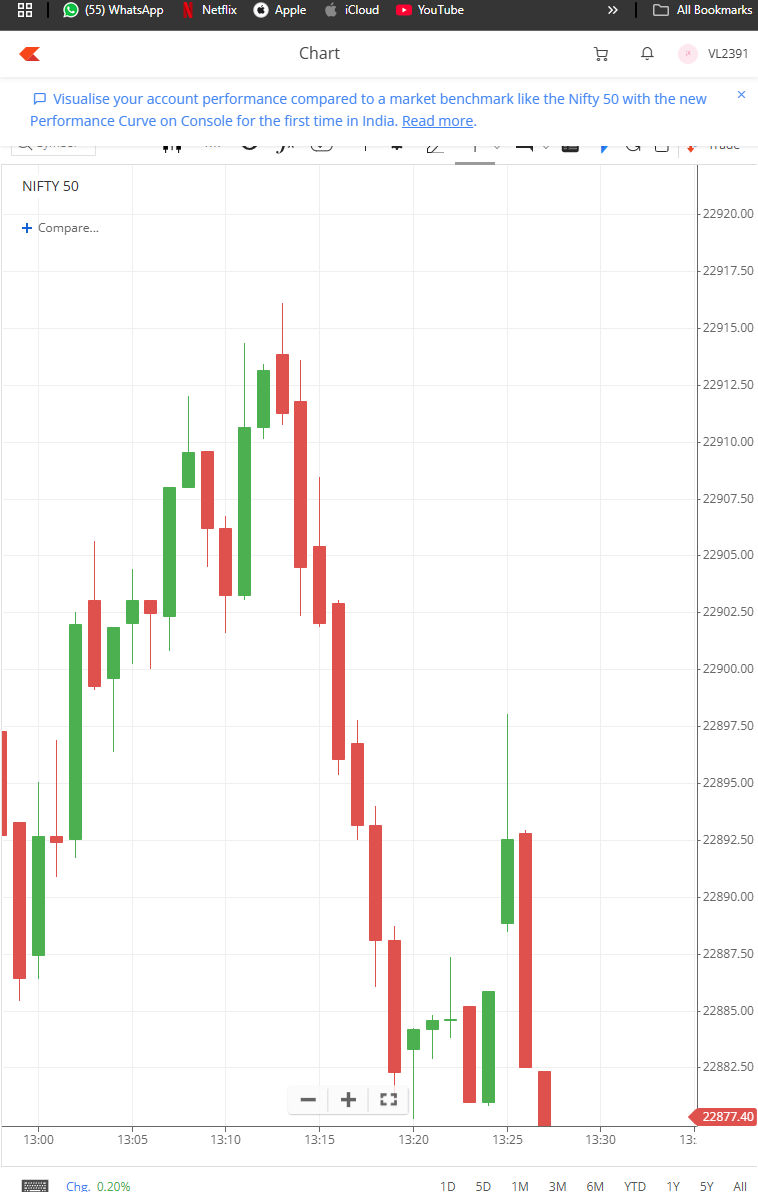 (55) WhatsApp Netflix Apple iCloud YouTube » All Bookmarks
Chart VL2391
Visualise your account performance compared to a market benchmark like the Nifty 50 with the new
Performance Curve on Console for the first time in India. Read more.
NIFTY 50
+ Compare...
22920.00
22917.50
22915.00
22912.50
22910.00
22907.50
22905.00
22902.50
22900.00
22897.50
22895.00
22892.50
22890.00
22887.50
22885.00
22882.50
22877.40
13:00 13:05 13:10 13:15 13:20 13:25 13:30 13:
Chg. 0.20% 1D 5D 1M 3M 6M YTD 1Y 5Y All